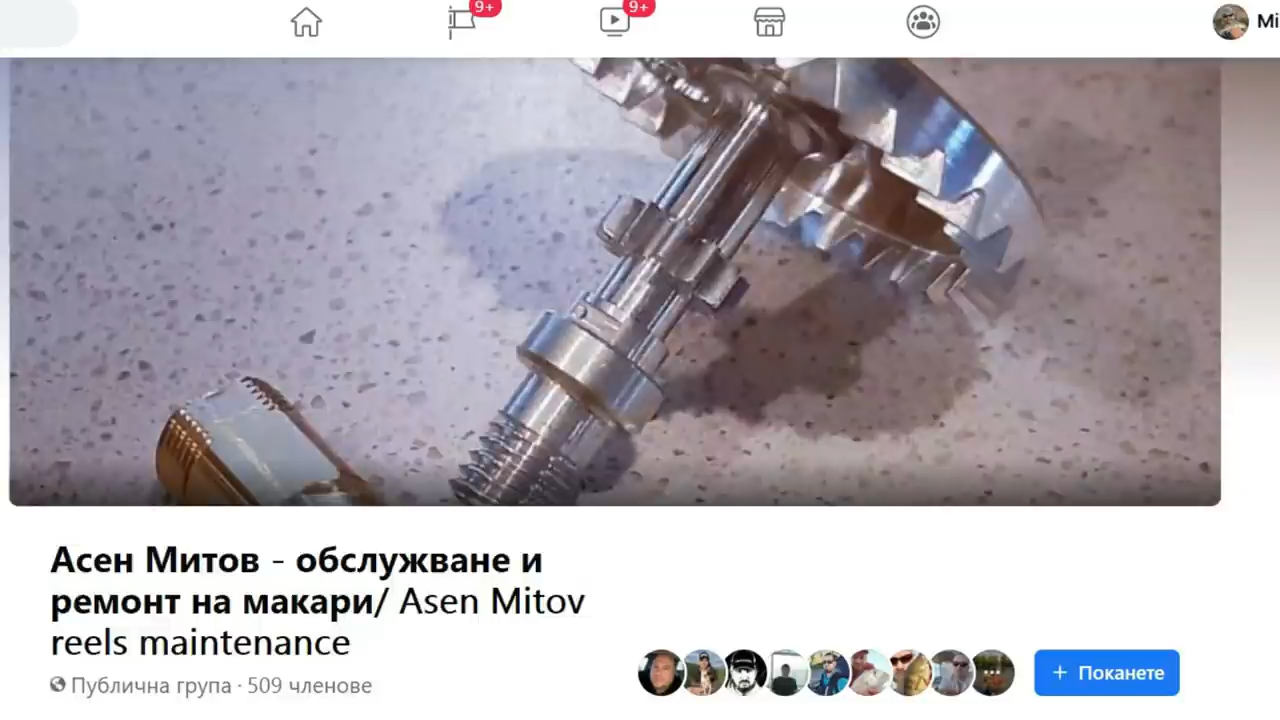 9+
9+
Mi
Асен Митов - обслужване и
ремонт на макари/ Asen Mitov
reels maintenance
Публична група · 509 членове
+ Поканете